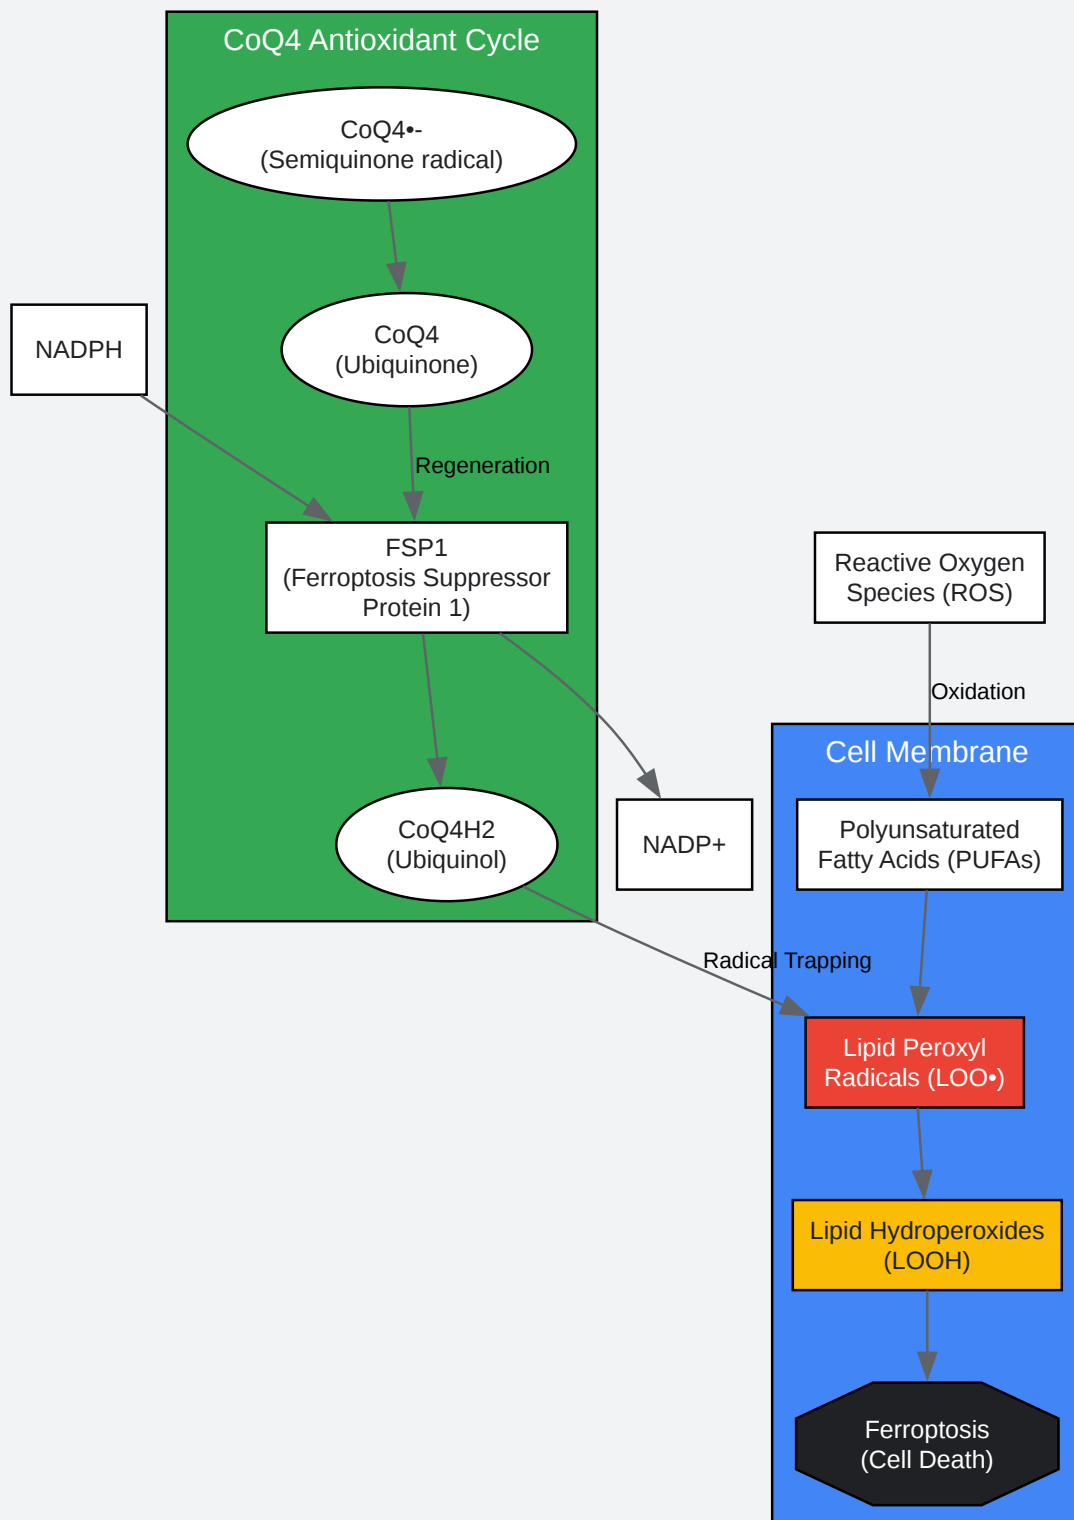 CoQ4 Antioxidant Cycle
CoQ4•-
(Semiquinone radical)
NADPH
CoQ4
(Ubiquinone)
Regeneration
FSP1
(Ferroptosis Suppressor
Protein 1)
Reactive Oxygen
Species (ROS)
Oxidation
Cell Membrane
CoQ4H2
(Ubiquinol)
NADP+
Polyunsaturated
Fatty Acids (PUFAs)
Radical Trapping
Lipid Peroxyl
Radicals (LOO•)
Lipid Hydroperoxides
(LOOH)
Ferroptosis
(Cell Death)